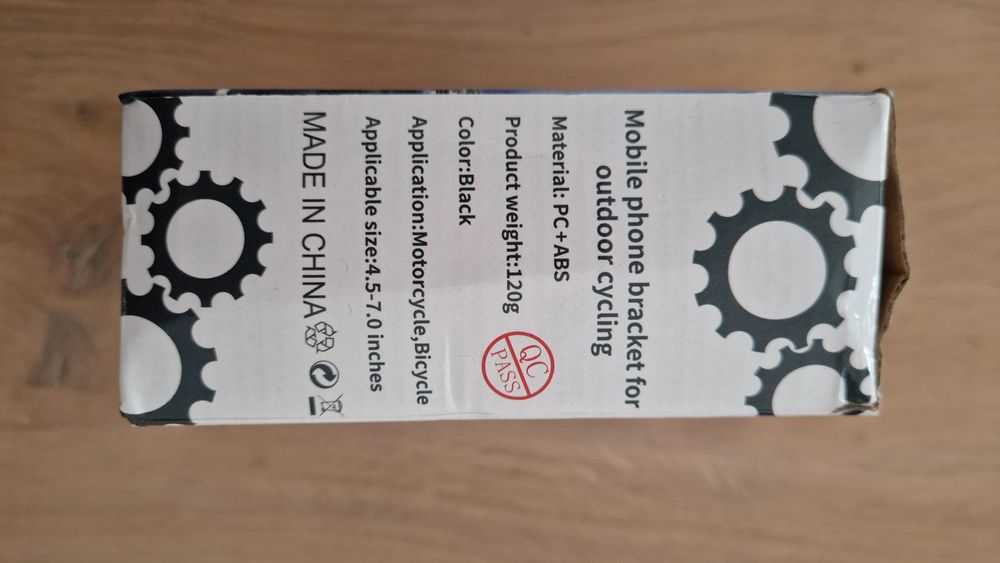 Mobile phone bracket for
outdoor cycling
Material: PC+ABS
Product weight:120g
QC
PASS
Color:Black
Application:Motorcycle,Bicycle
Applicable size:4.5-7.0 inches
MADE IN CHINA